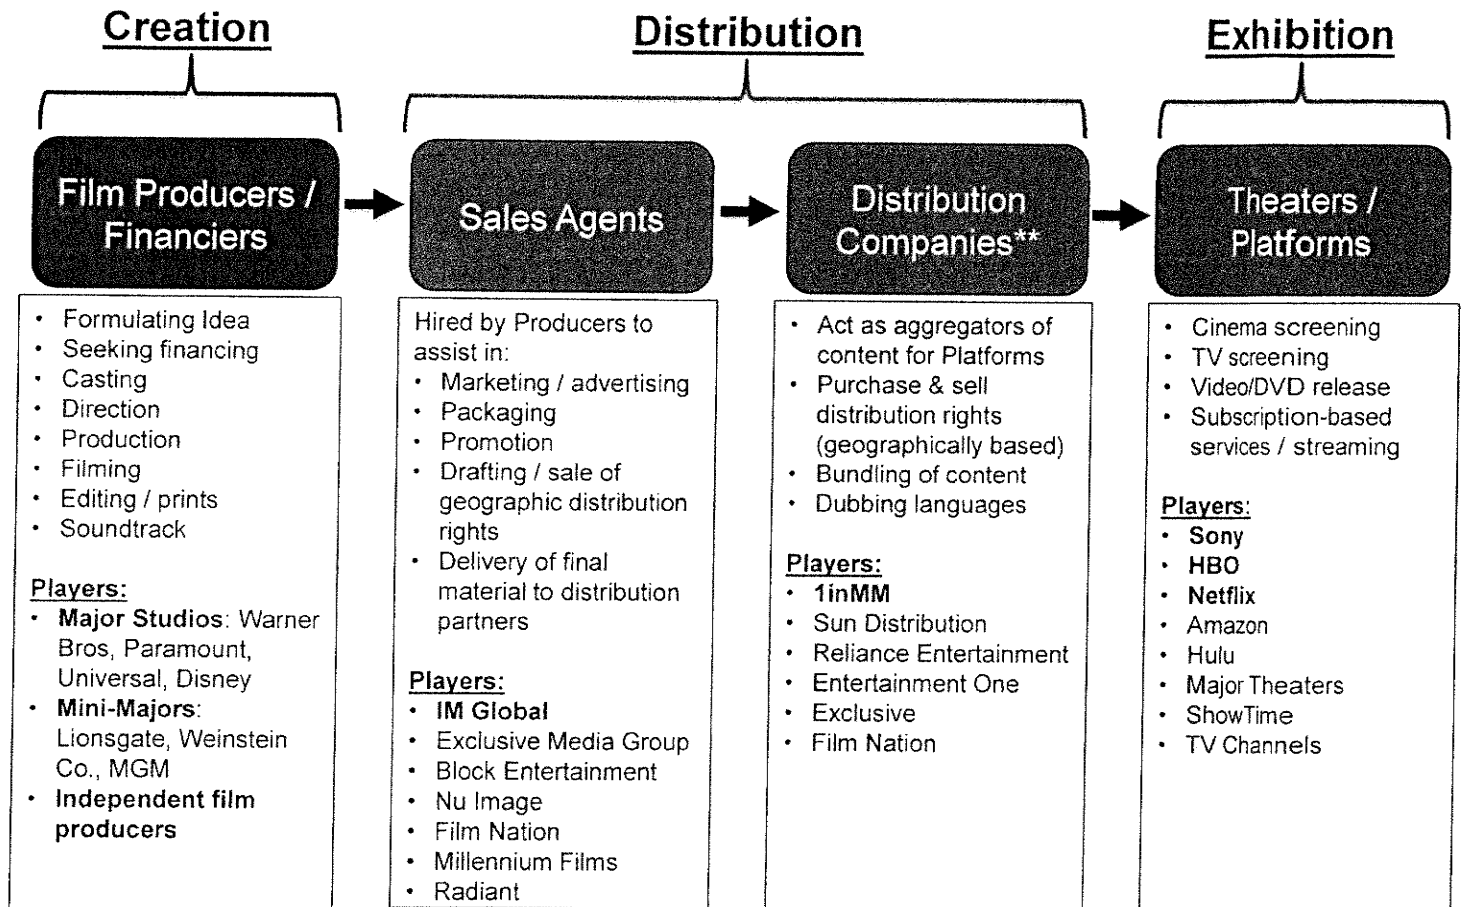 Creation
Distribution
Exhibition
Film Producers /
Financiers
Sales Agents
Distribution
Companies**
Theaters /
Platforms
• Formulating Idea
• Seeking financing
• Casting
• Direction
• Production
• Filming
• Editing / prints
• Soundtrack
Players:
• Major Studios: Warner
Bros, Paramount,
Universal, Disney
• Mini-Majors:
Lionsgate, Weinstein
Co., MGM
• Independent film
producers
Hired by Producers to
assist in:
• Marketing / advertising
• Packaging
• Promotion
• Drafting / sale of
geographic distribution
rights
• Delivery of final
material to distribution
partners
Players:
• IM Global
• Exclusive Media Group
• Block Entertainment
• Nu Image
• Film Nation
• Millennium Films
• Radiant
• Act as aggregators of
content for Platforms
• Purchase & sell
distribution rights
(geographically based)
• Bundling of content
• Dubbing languages
Players:
• 1inMM
• Sun Distribution
• Reliance Entertainment
• Entertainment One
• Exclusive
• Film Nation
• Cinema screening
• TV screening
• Video/DVD release
• Subscription-based
services / streaming
Players:
• Sony
• HBO
• Netflix
• Amazon
• Hulu
• Major Theaters
• ShowTime
• TV Channels